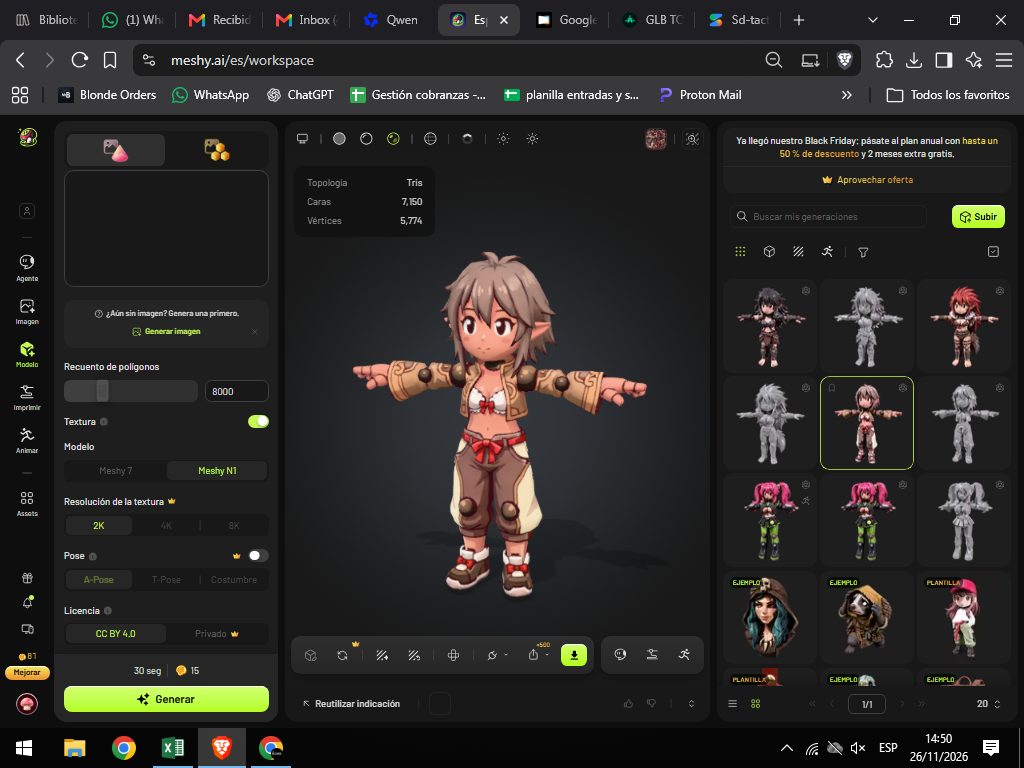 Bibliote
(1) Wha
Recibid
Inbox (
Qwen
Esp
Google
GLB TO
Sd-tact
meshy.ai/es/workspace
Blonde Orders
WhatsApp
ChatGPT
Gestión cobranzas -...
planilla entradas y s...
Proton Mail
Todos los favoritos
Agente
Imagen
Modelo
Imprimir
Animar
Assets
81
Mejorar
¿Aún sin imagen? Genera una primero.
Generar imagen
Recuento de polígonos
8000
Textura
Modelo
Meshy 7
Meshy N1
Resolución de la textura
2K
4K
8K
Pose
A-Pose
T-Pose
Costumbre
Licencia
CC BY 4.0
Privado
30 seg
15
Generar
Topología Tris
Caras 7,150
Vértices 5,774
+500
Reutilizar indicación
Ya llegó nuestro Black Friday: pásate al plan anual con hasta un
50 % de descuento y 2 meses extra gratis.
Aprovechar oferta
Buscar mis generaciones
Subir
EJEMPLO
EJEMPLO
PLANTILLA
PLANTILLA
EJEMPLO
EJEMPLO
1/1
20
ESP
14:50
26/11/2026